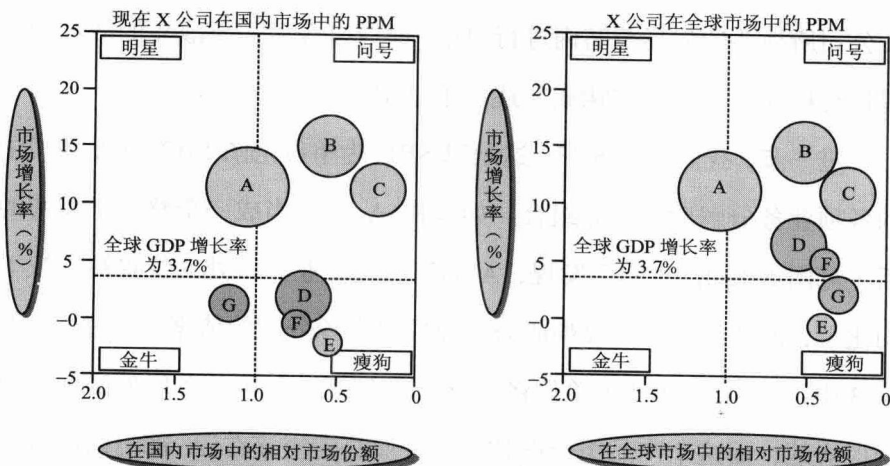 现在 X 公司在国内市场中的 PPM
25
明星
问号
20
15
10
5
−0
−5
市场增长率（%）
B
A
C
全球 GDP 增长率
为 3.7%
G
D
F
E
金牛
瘦狗
2.0
1.5
1.0
0.5
0
在国内市场中的相对市场份额
X 公司在全球市场中的 PPM
25
明星
问号
20
15
10
5
−0
−5
市场增长率（%）
B
A
C
全球 GDP 增长率
为 3.7%
D
F
G
E
金牛
瘦狗
2.0
1.5
1.0
0.5
0
在全球市场中的相对市场份额